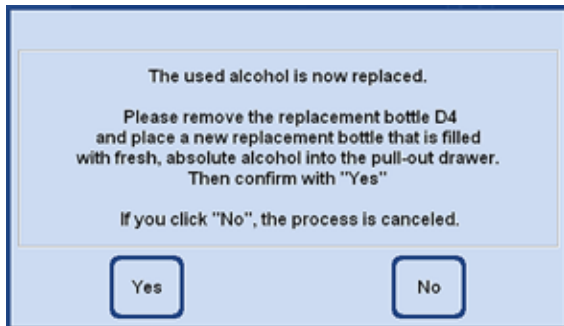 The used alcohol is now replaced.
Please remove the replacement bottle D4
and place a new replacement bottle that is filled
with fresh, absolute alcohol into the pull-out drawer.
Then confirm with "Yes"
If you click "No", the process is canceled.
Yes
No